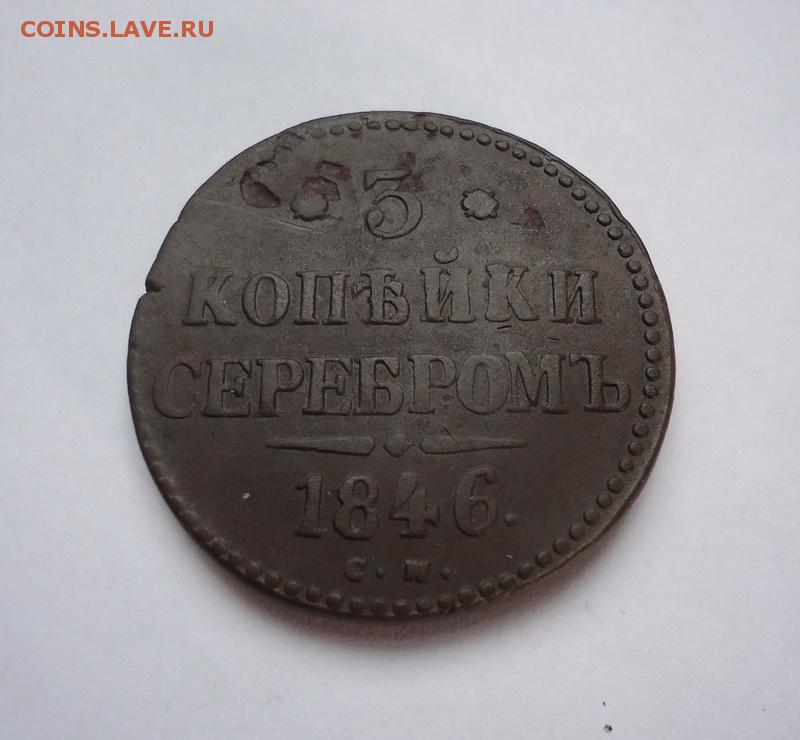 COINS.LAVE.RU
3
КОПѢЙКИ
СЕРЕБРОМЪ
1846.
С. М.